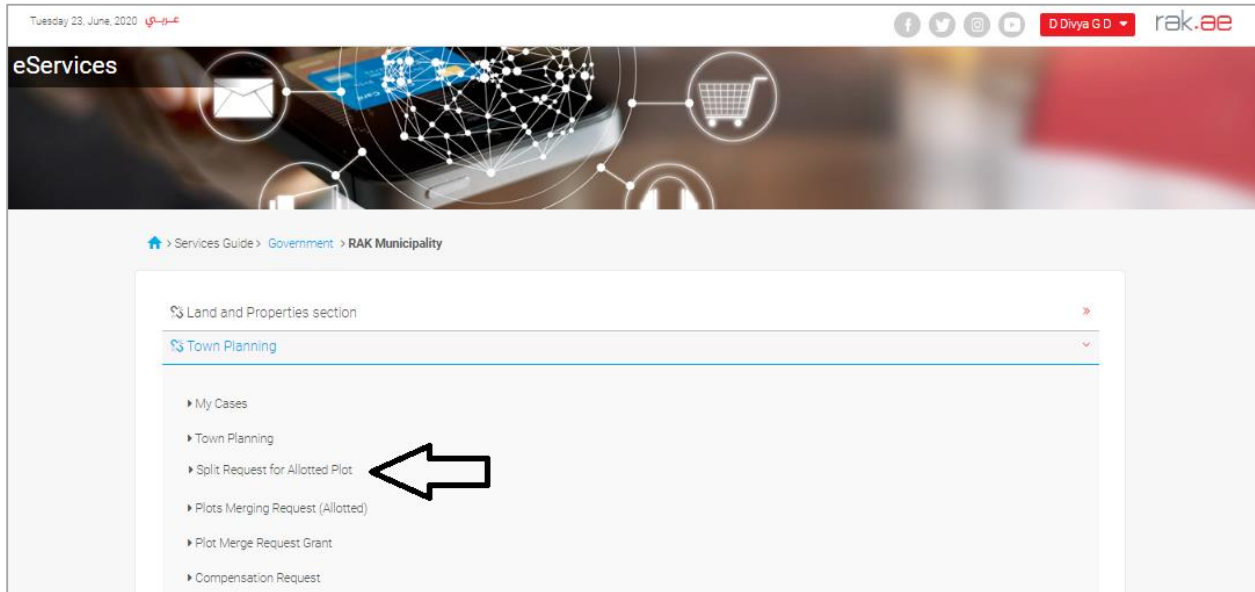 Tuesday 23, June, 2020 عـربـي
D Divya G D
rak.ae
eServices
> Services Guide > Government > RAK Municipality
Land and Properties section
Town Planning
My Cases
Town Planning
Split Request for Allotted Plot
Plots Merging Request (Allotted)
Plot Merge Request Grant
Compensation Request